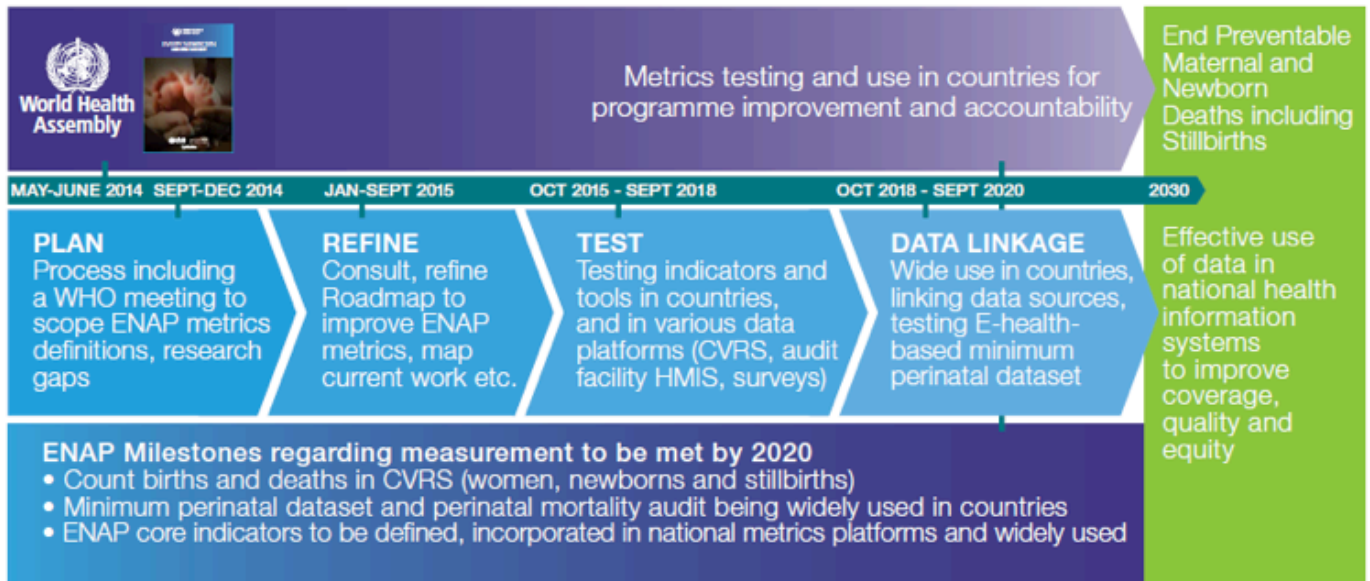 World Health
Assembly
Metrics testing and use in countries for
programme improvement and accountability
End Preventable
Maternal and
Newborn
Deaths including
Stillbirths
MAY-JUNE 2014 SEPT-DEC 2014 JAN-SEPT 2015 OCT 2015 - SEPT 2018 OCT 2018 - SEPT 2020 2030
PLAN
Process including
a WHO meeting to
scope ENAP metrics
definitions, research
gaps
REFINE
Consult, refine
Roadmap to
improve ENAP
metrics, map
current work etc.
TEST
Testing indicators and
tools in countries,
and in various data
platforms (CVRS, audit
facility HMIS, surveys)
DATA LINKAGE
Wide use in countries,
linking data sources,
testing E-health-
based minimum
perinatal dataset
Effective use
of data in
national health
information
systems
to improve
coverage,
quality and
equity
ENAP Milestones regarding measurement to be met by 2020
• Count births and deaths in CVRS (women, newborns and stillbirths)
• Minimum perinatal dataset and perinatal mortality audit being widely used in countries
• ENAP core indicators to be defined, incorporated in national metrics platforms and widely used